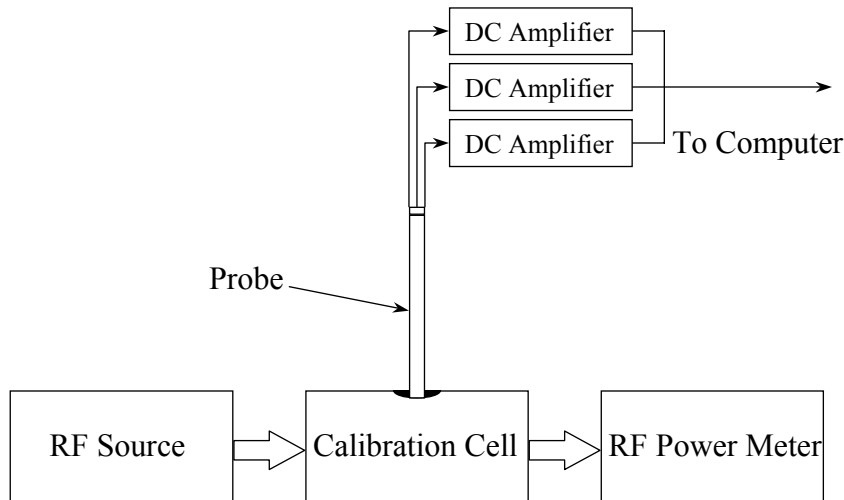 DC Amplifier
DC Amplifier
DC Amplifier
To Computer
Probe
RF Source
Calibration Cell
RF Power Meter